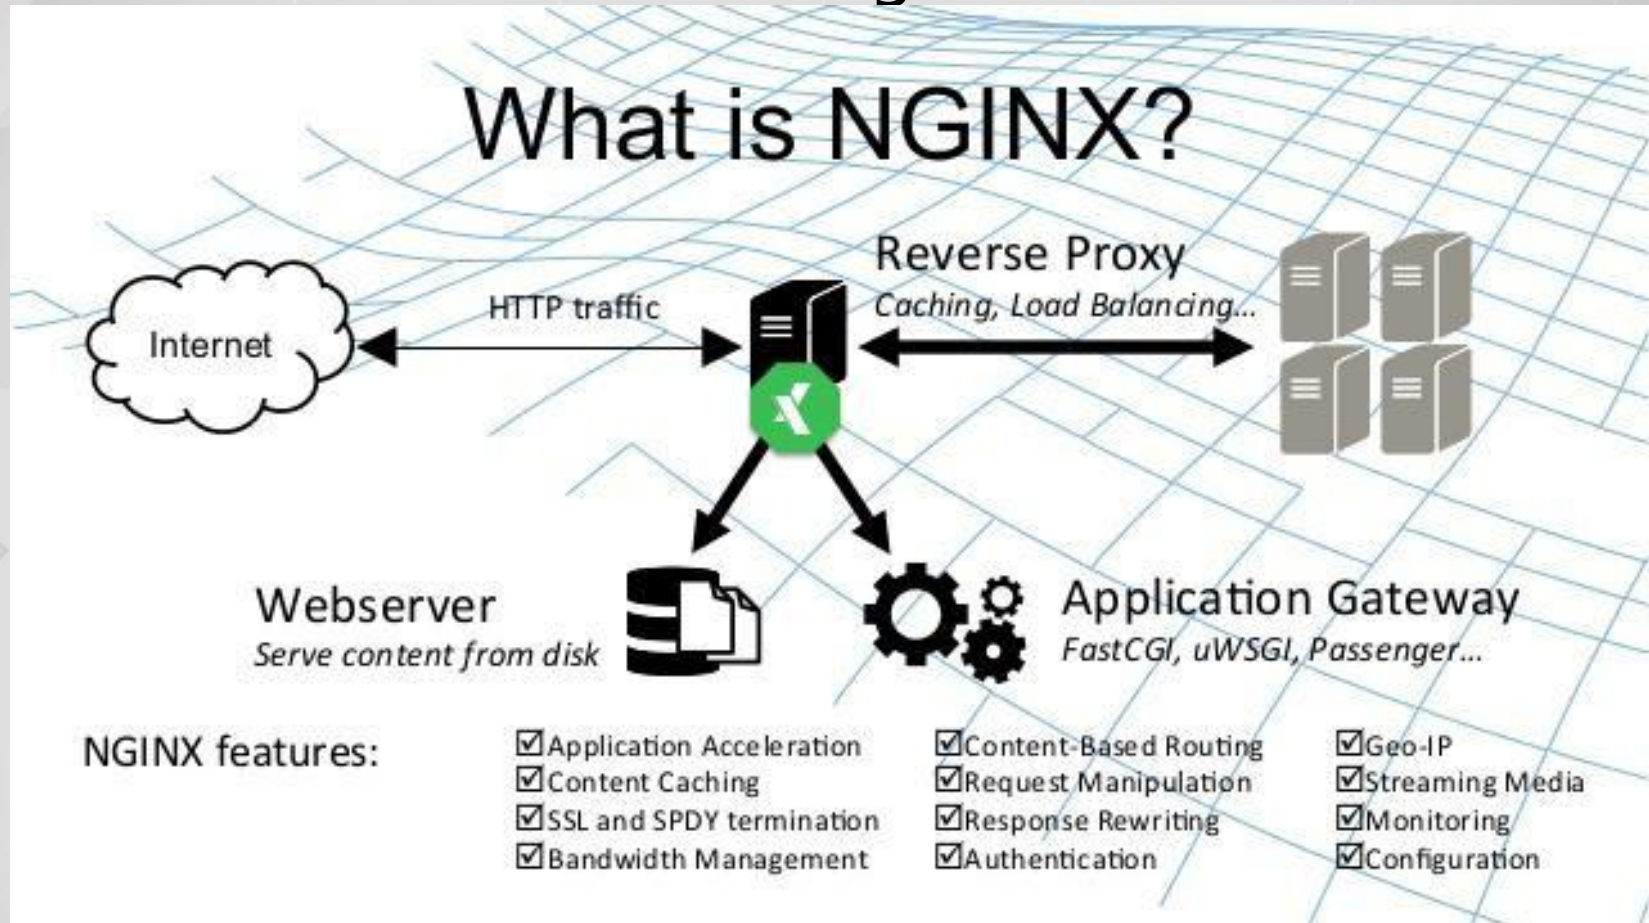 What is NGINX?
Reverse Proxy
Caching, Load Balancing...
HTTP traffic
Internet
Webserver
Serve content from disk
Application Gateway
FastCGI, uWSGI, Passenger...
NGINX features:
☑Application Acceleration
☑Content Caching
☑SSL and SPDY termination
☑Bandwidth Management
☑Content-Based Routing
☑Request Manipulation
☑Response Rewriting
☑Authentication
☑Geo-IP
☑Streaming Media
☑Monitoring
☑Configuration